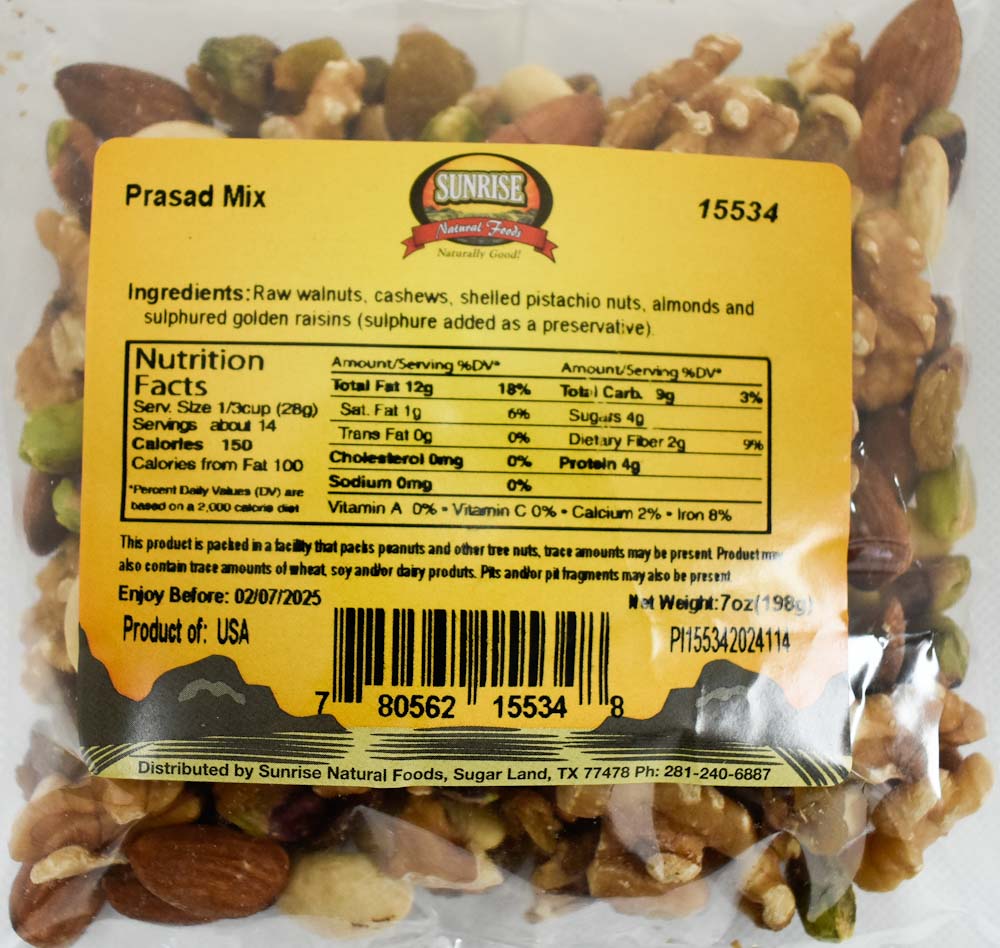 Prasad Mix
SUNRISE
Natural Foods
Naturally Good!
15534
Ingredients: Raw walnuts, cashews, shelled pistachio nuts, almonds and
sulphured golden raisins (sulphure added as a preservative).
Nutrition
Facts
Serv. Size 1/3cup (28g)
Servings about 14
Calories 150
Calories from Fat 100
*Percent Daily Values (DV) are
based on a 2,000 calorie diet
Amount/Serving %DV*
Total Fat 12g 18%
Sat. Fat 1g 6%
Trans Fat 0g 0%
Cholesterol 0mg 0%
Sodium 0mg 0%
Amount/Serving %DV*
Total Carb. 9g 3%
Sugars 4g
Dietary Fiber 2g 9%
Protein 4g
Vitamin A 0% • Vitamin C 0% • Calcium 2% • Iron 8%
This product is packed in a facility that packs peanuts and other tree nuts, trace amounts may be present. Product may
also contain trace amounts of wheat, soy and/or dairy produts. Pits and/or pit fragments may also be present
Enjoy Before: 02/07/2025
Net Weight:7oz(198g)
Product of: USA
PI155342024114
7 80562 15534 8
Distributed by Sunrise Natural Foods, Sugar Land, TX 77478 Ph: 281-240-6887